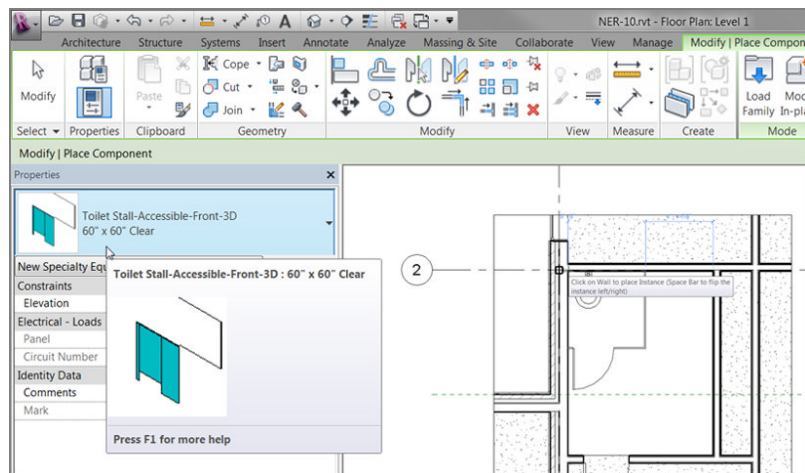 NER-10.rvt - Floor Plan: Level 1
Architecture Structure Systems Insert Annotate Analyze Massing & Site Collaborate View Manage Modify | Place Compon
Cope
Cut
Join
Modify
Paste
Load Family
Select Properties Clipboard Geometry Modify View Measure Create Mode
Modify | Place Component
Properties
Toilet Stall-Accessible-Front-3D
60" x 60" Clear
New Specialty Equ
Constraints
Elevation
Electrical - Loads
Panel
Circuit Number
Identity Data
Comments
Mark
Toilet Stall-Accessible-Front-3D : 60" x 60" Clear
Press F1 for more help
2
Click on Wall to place Instance (Space Bar to flip the
instance left/right)